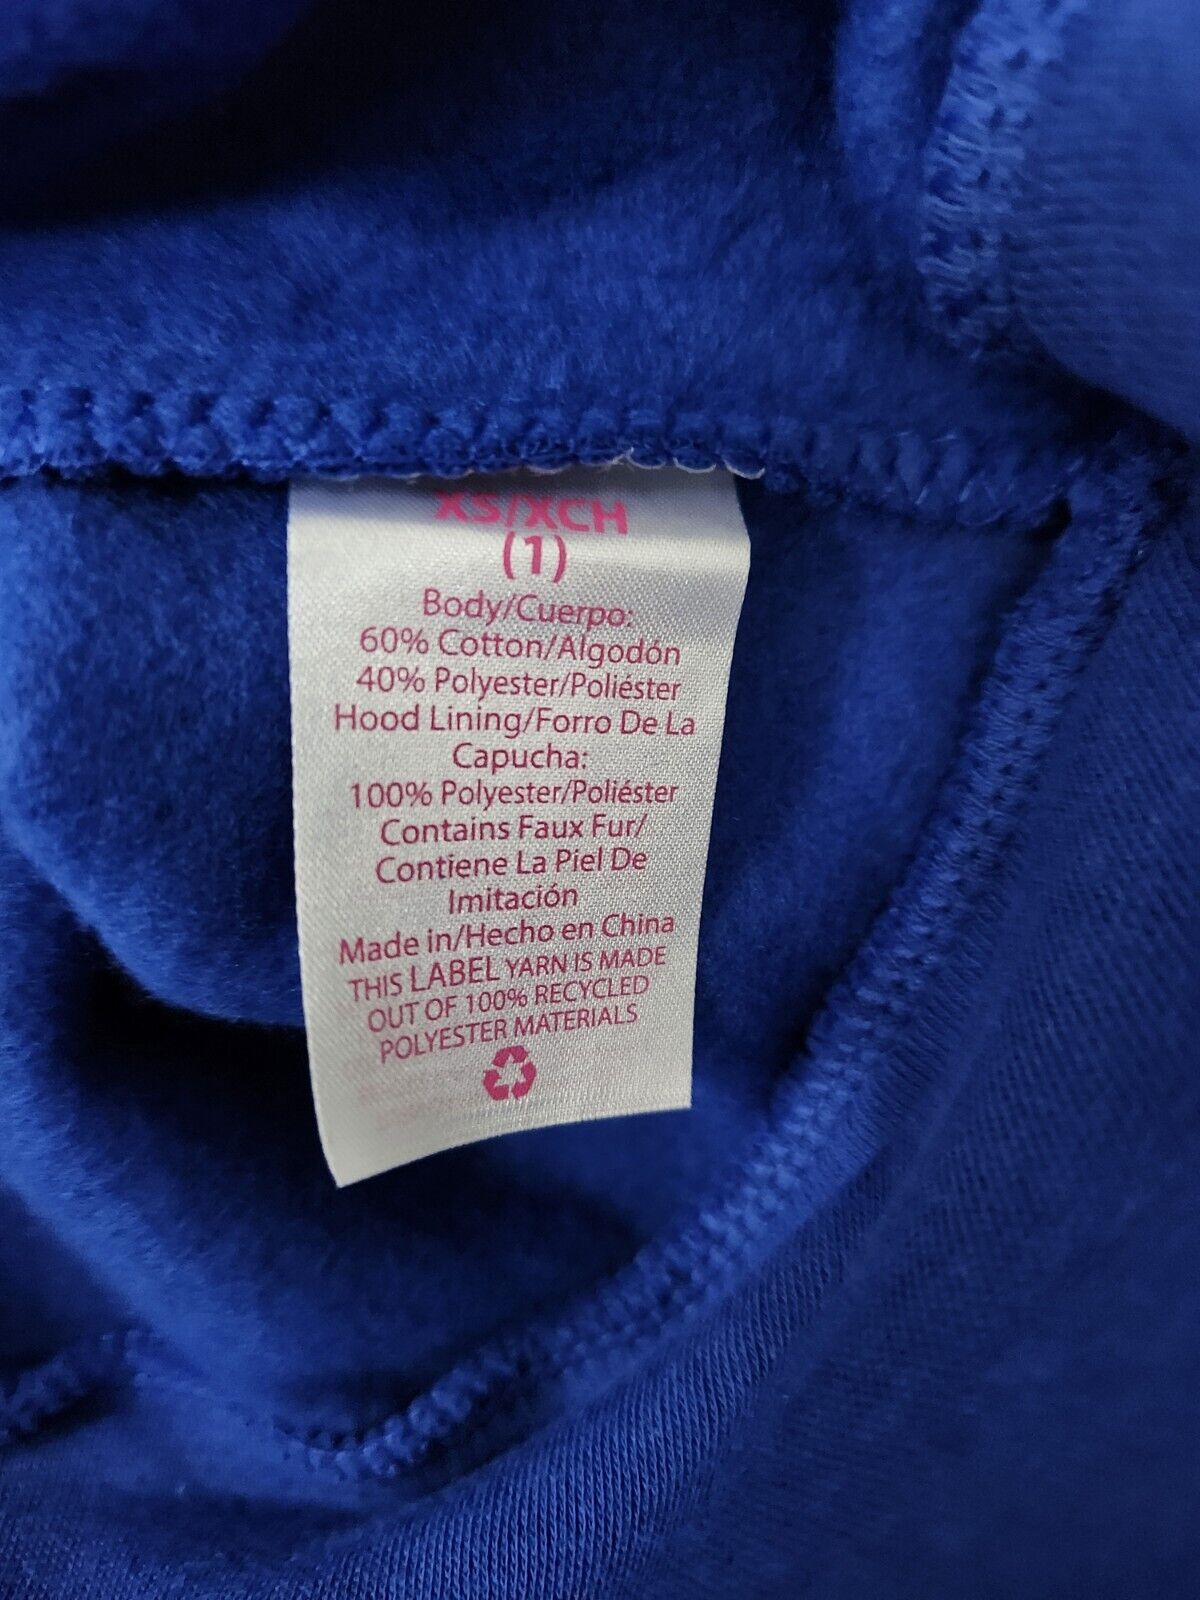 XS/XCH
(1)
Body/Cuerpo:
60% Cotton/Algodón
40% Polyester/Poliéster
Hood Lining/Forro De La
Capucha:
100% Polyester/Poliéster
Contains Faux Fur/
Contiene La Piel De
Imitación
Made in/Hecho en China
THIS LABEL YARN IS MADE
OUT OF 100% RECYCLED
POLYESTER MATERIALS